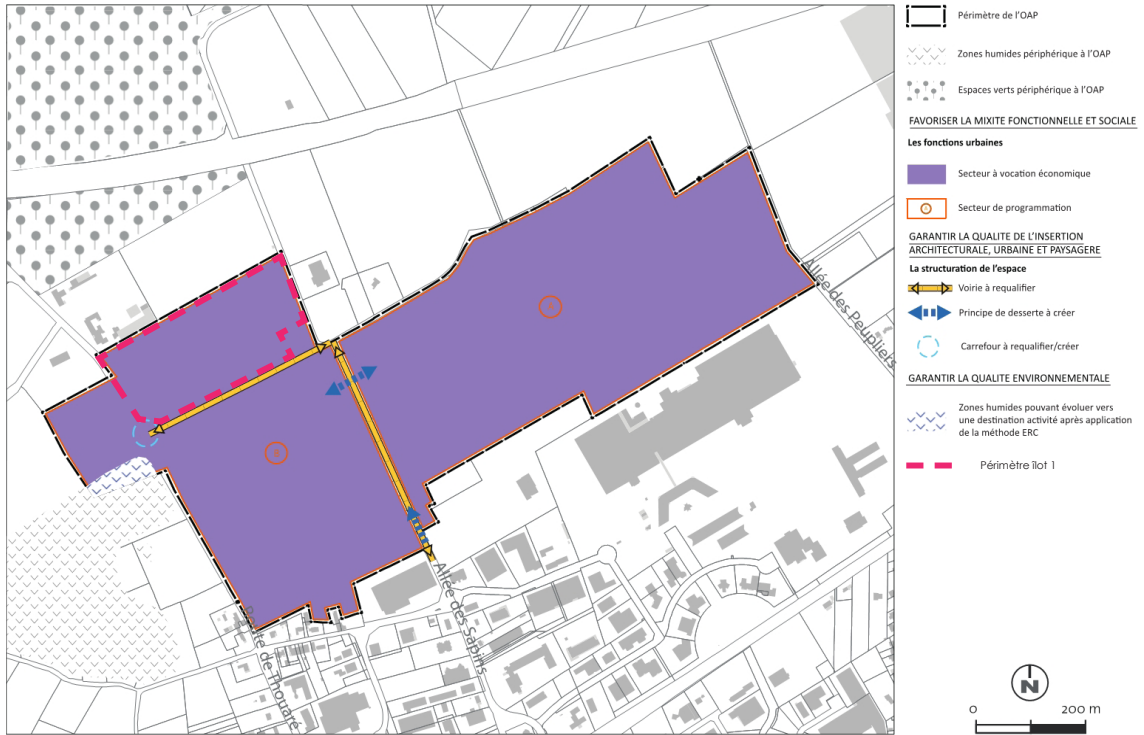 Périmètre de l'OAP
Zones humides périphérique à l'OAP
Espaces verts périphérique à l'OAP
FAVORISER LA MIXITE FONCTIONNELLE ET SOCIALE
Les fonctions urbaines
Secteur à vocation économique
Secteur de programmation
GARANTIR LA QUALITE DE L'INSERTION
ARCHITECTURALE, URBAINE ET PAYSAGERE
La structuration de l'espace
Voirie à requalifier
Principe de desserte à créer
Carrefour à requalifier/créer
GARANTIR LA QUALITE ENVIRONNEMENTALE
Zones humides pouvant évoluer vers
une destination activité après application
de la méthode ERC
Périmètre îlot 1
Allée des Peupliers
Allée des Sapins
Route de Thouaré
N
0 200 m